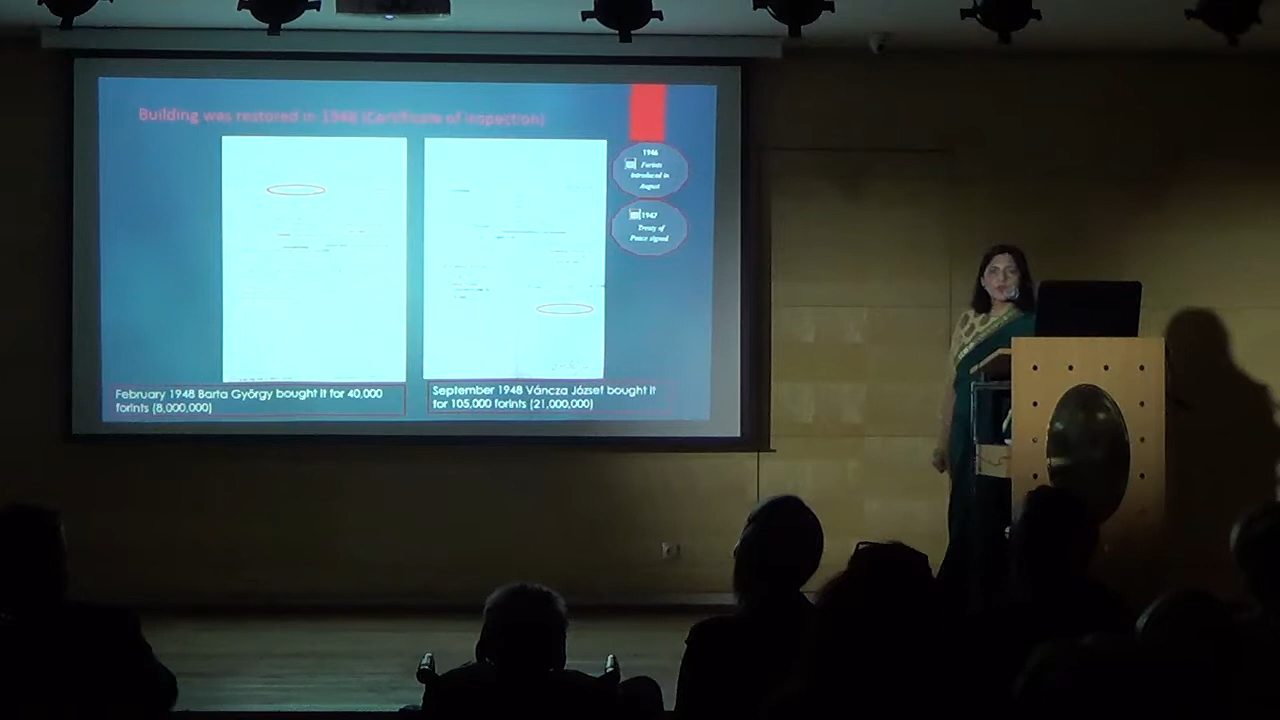 Building was restored in 1948 (Certificate of inspection)
1946
Forints
introduced in
August
1947
Treaty of
Peace signed
February 1948 Barta György bought it for 40,000
forints (8,000,000)
September 1948 Váncza József bought it
for 105,000 forints (21,000,000)